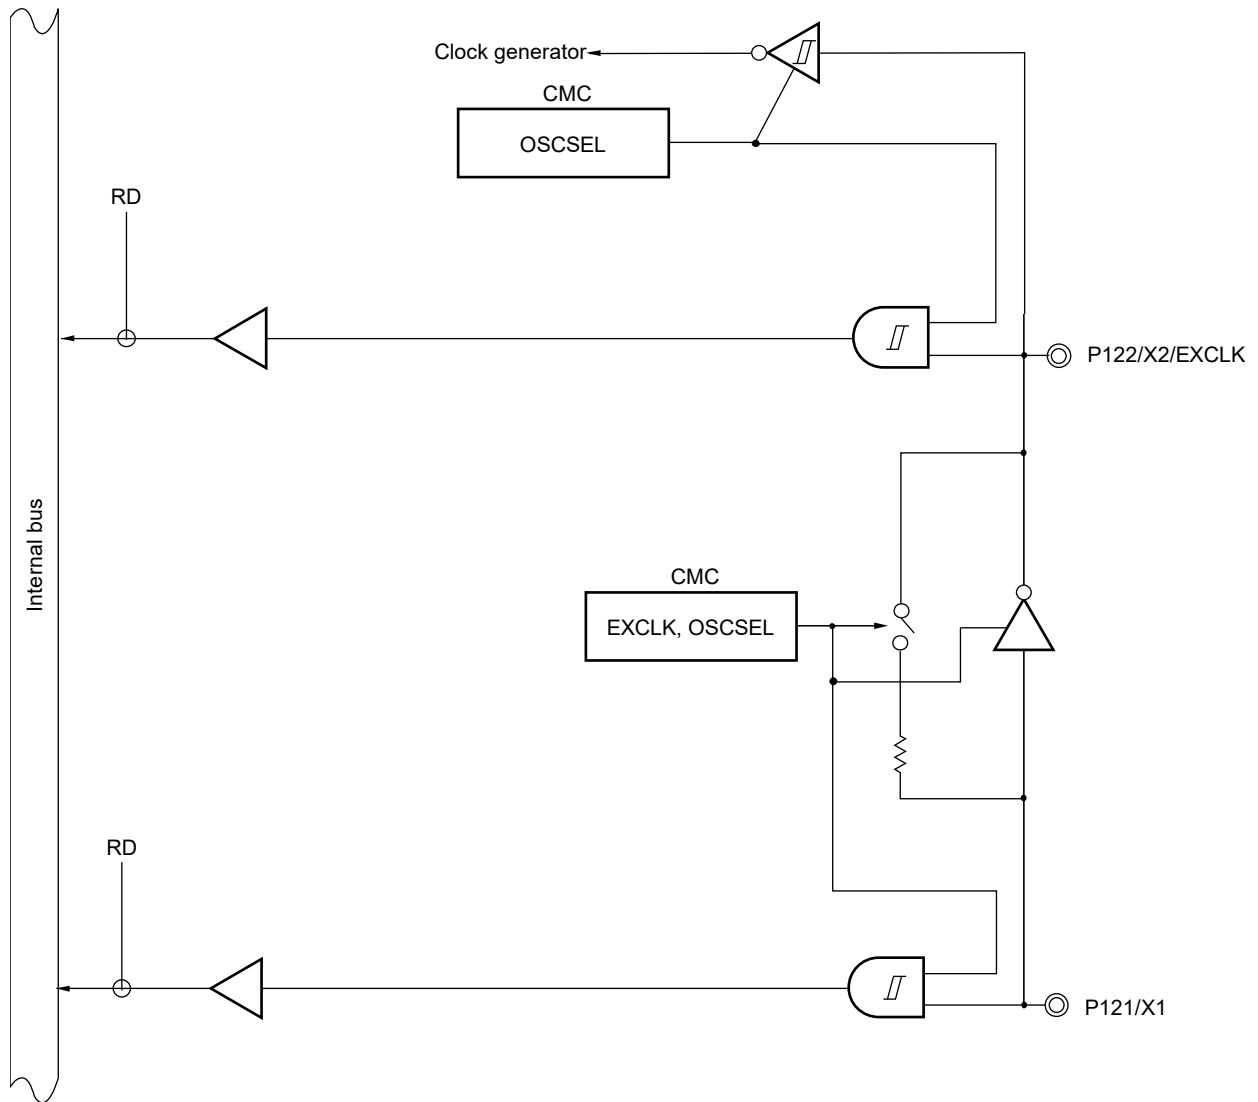 Clock generator
CMC
OSCSEL
RD
P122/X2/EXCLK
Internal bus
CMC
EXCLK, OSCSEL
RD
P121/X1